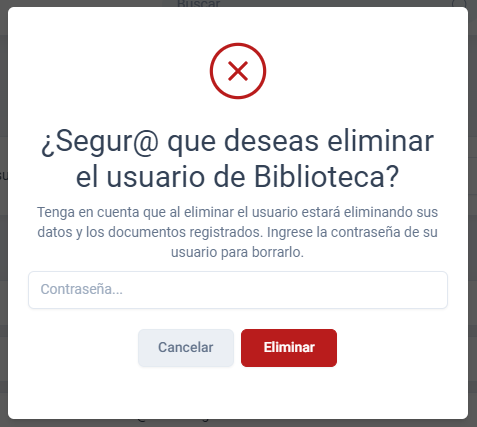 Buscar
¿Segur@ que deseas eliminar
el usuario de Biblioteca?
Tenga en cuenta que al eliminar el usuario estará eliminando sus
datos y los documentos registrados. Ingrese la contraseña de su
usuario para borrarlo.
Contraseña...
Cancelar
Eliminar